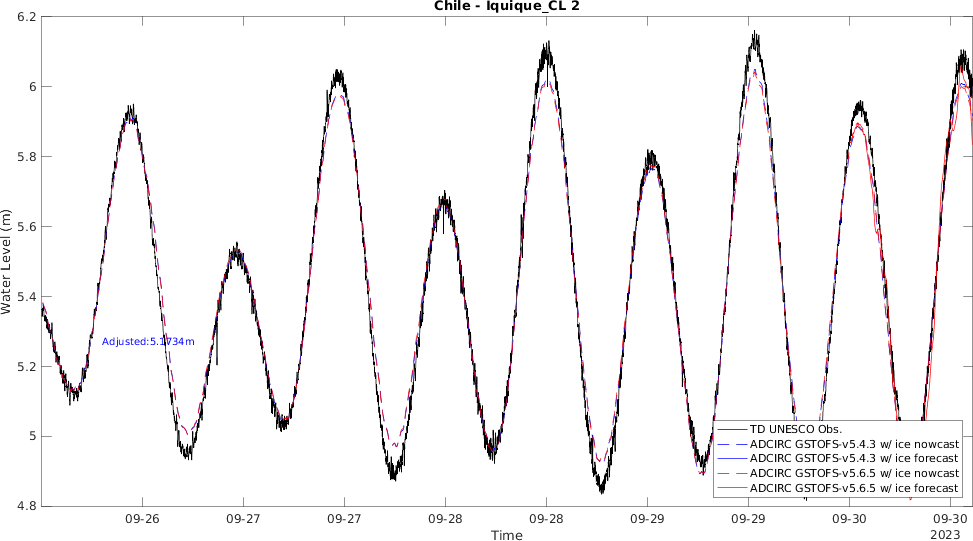 Chile - Iquique_CL 2
6.2
6
5.8
5.6
5.4
5.2
5
4.8
Water Level (m)
Adjusted:5.1734m
TD UNESCO Obs.
ADCIRC GSTOFS-v5.4.3 w/ ice nowcast
ADCIRC GSTOFS-v5.4.3 w/ ice forecast
ADCIRC GSTOFS-v5.6.5 w/ ice nowcast
ADCIRC GSTOFS-v5.6.5 w/ ice forecast
09-26 09-27 09-27 09-28 09-28 09-29 09-29 09-30 09-30
Time
2023